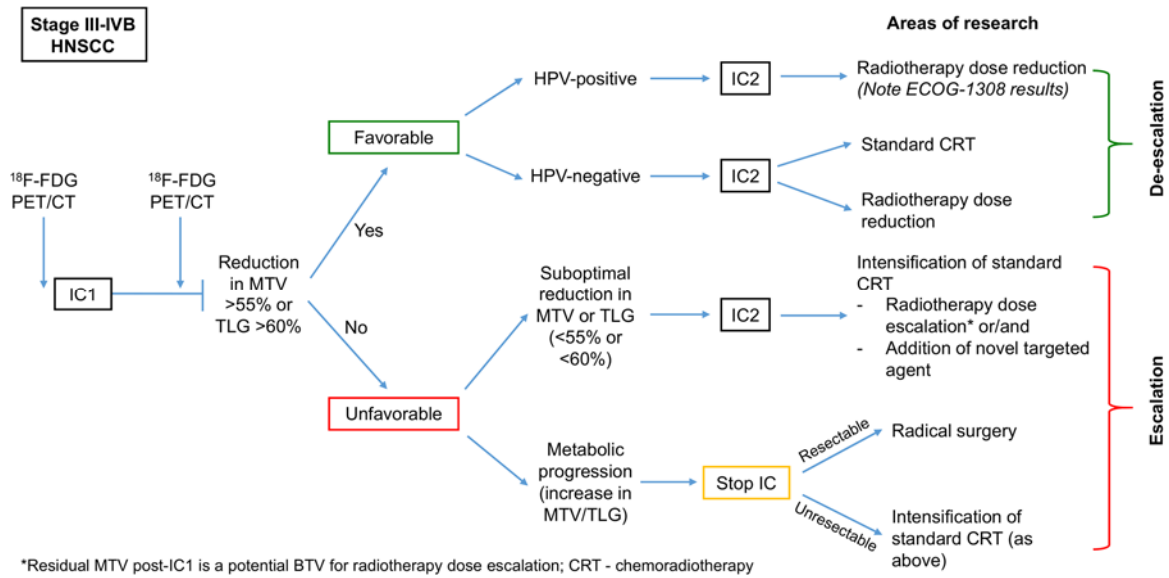 Stage III-IVB
HNSCC
Areas of research
18F-FDG
PET/CT
18F-FDG
PET/CT
IC1
Reduction
in MTV
>55% or
TLG >60%
Yes
No
Favorable
Unfavorable
HPV-positive
IC2
Radiotherapy dose reduction
(Note ECOG-1308 results)
HPV-negative
IC2
Standard CRT
Radiotherapy dose
reduction
De-escalation
Suboptimal
reduction in
MTV or TLG
(<55% or
<60%)
IC2
Intensification of standard
CRT
- Radiotherapy dose
escalation* or/and
- Addition of novel targeted
agent
Metabolic
progression
(increase in
MTV/TLG)
Stop IC
Resectable
Radical surgery
Unresectable
Intensification of
standard CRT (as
above)
Escalation
*Residual MTV post-IC1 is a potential BTV for radiotherapy dose escalation; CRT - chemoradiotherapy